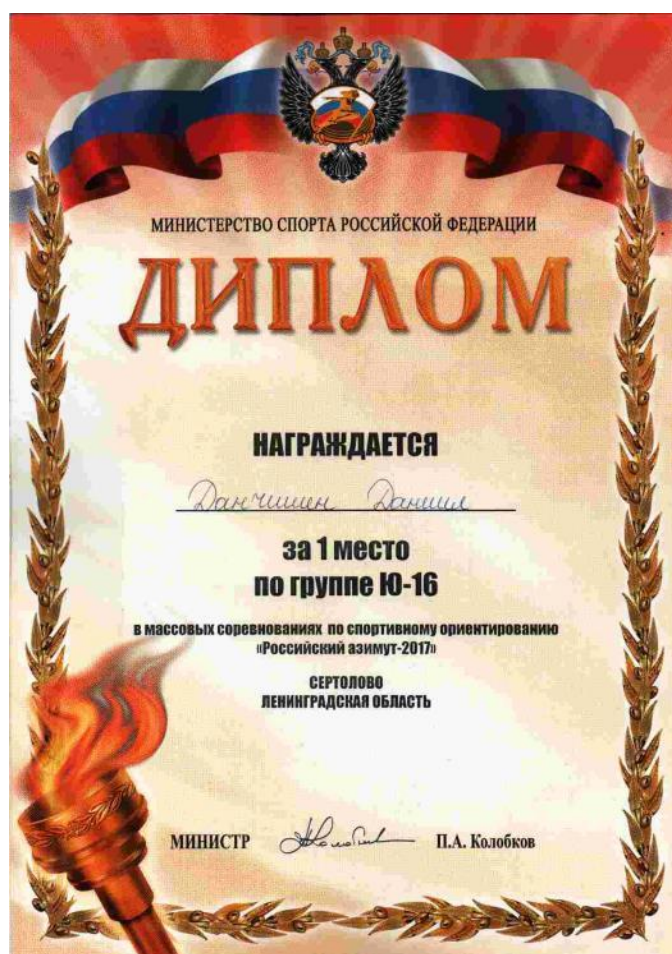 МИНИСТЕРСТВО СПОРТА РОССИЙСКОЙ ФЕДЕРАЦИИ
ДИПЛОМ
НАГРАЖДАЕТСЯ
Данчишен Даниил
за 1 место
по группе Ю-16
в массовых соревнованиях по спортивному ориентированию
«Российский азимут-2017»
СЕРТОЛОВО
ЛЕНИНГРАДСКАЯ ОБЛАСТЬ
МИНИСТР П.А. Колобков